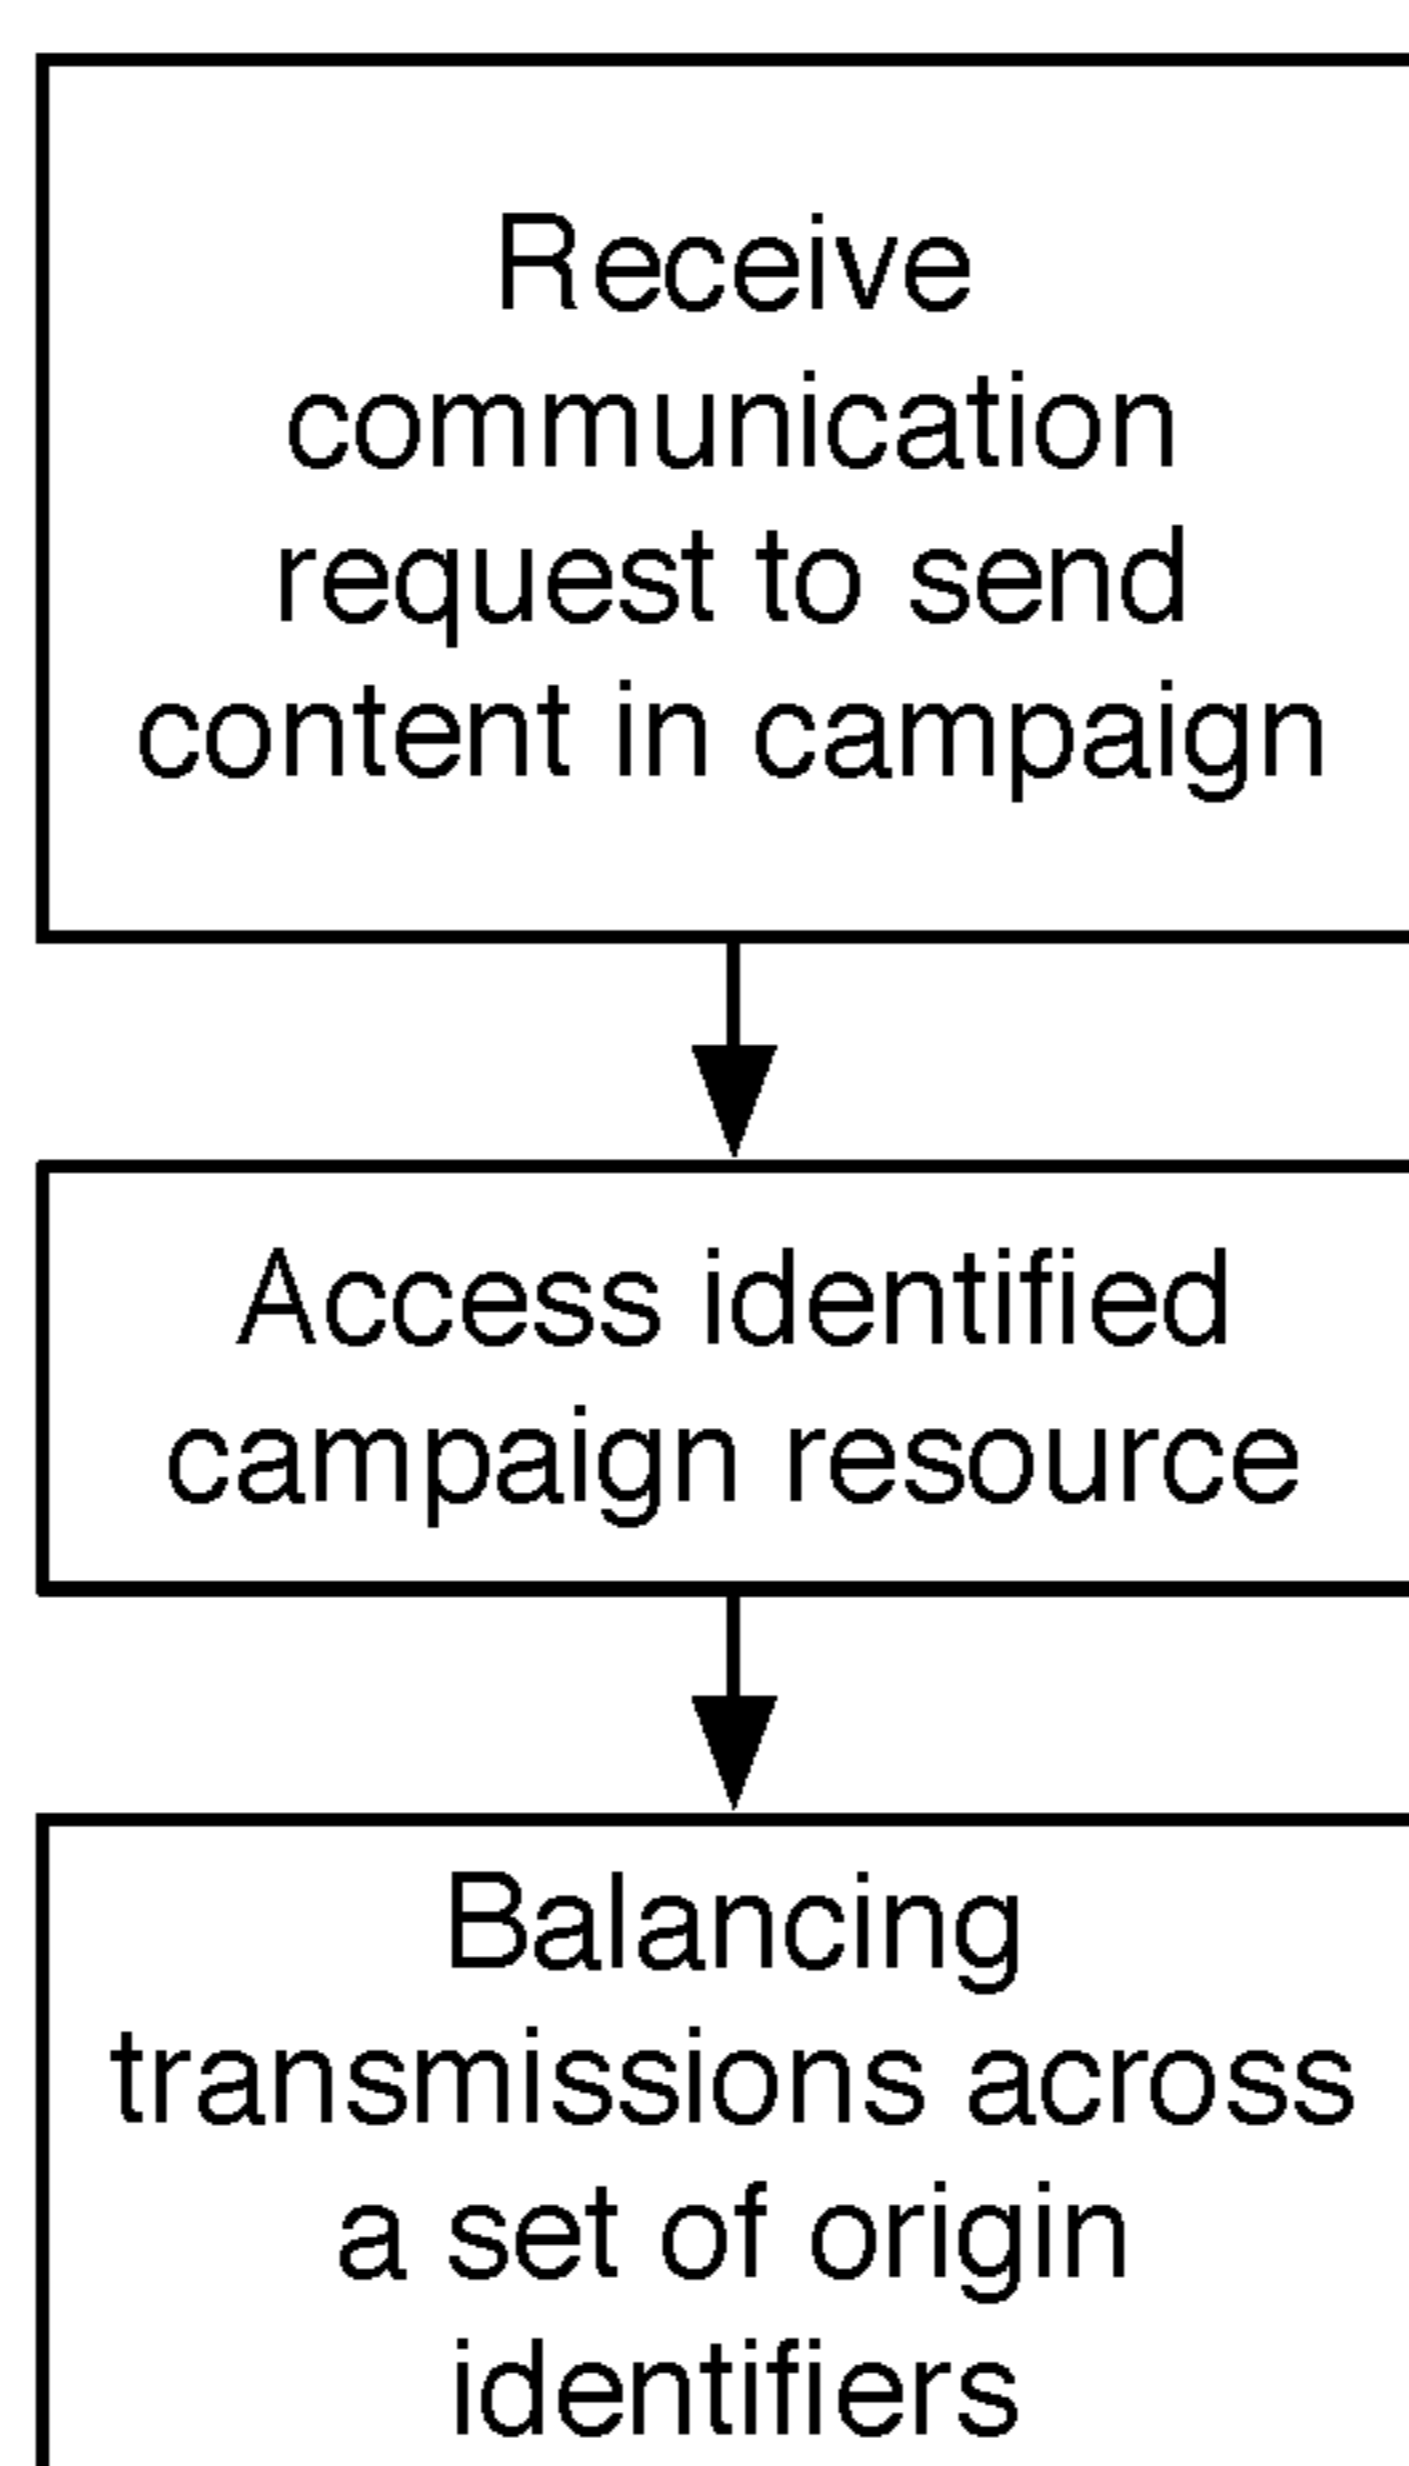 Receive
communication
request to send
content in campaign
Access identified
campaign resource
Balancing
transmissions across
a set of origin
identifiers